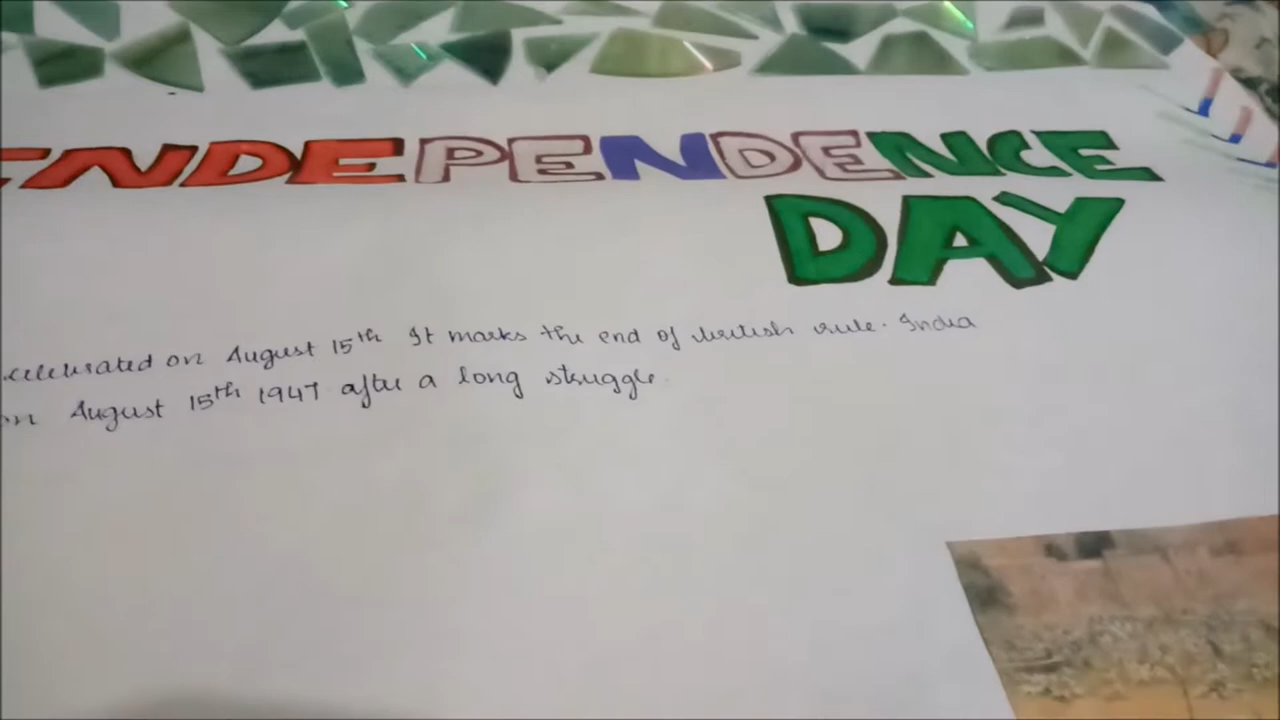 INDEPENDENCE
DAY
celebrated on August 15th It marks the end of british rule. India
on August 15th 1947 after a long struggle